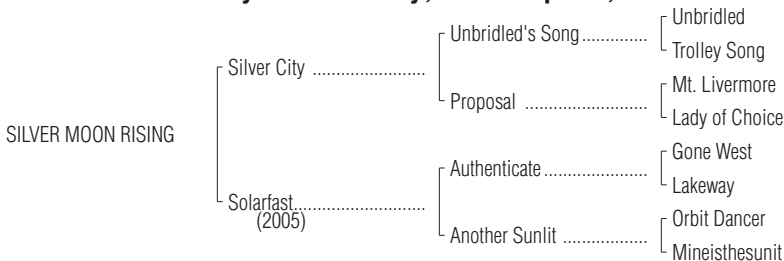 Unbridled
Unbridled's Song..............
Trolley Song
Silver City ........................
Mt. Livermore
Proposal ..........................
Lady of Choice
SILVER MOON RISING
Gone West
Authenticate......................
Lakeway
Solarfast............................
(2005)
Orbit Dancer
Another Sunlit ..................
Mineisthesunit